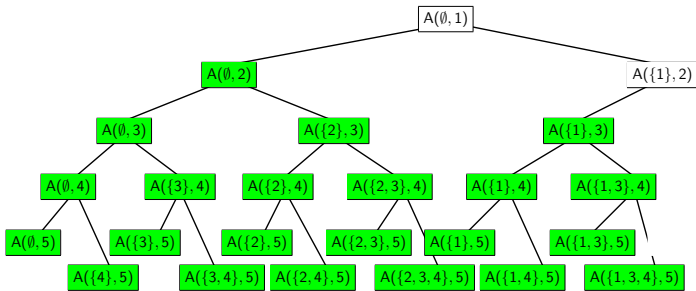 A(∅, 1)
A(∅, 2)
A({1}, 2)
A(∅, 3)
A({2}, 3)
A({1}, 3)
A(∅, 4)
A({3}, 4)
A({2}, 4)
A({2, 3}, 4)
A({1}, 4)
A({1, 3}, 4)
A(∅, 5)
A({3}, 5)
A({2}, 5)
A({2, 3}, 5)
A({1}, 5)
A({1, 3}, 5)
A({4}, 5)
A({3, 4}, 5)
A({2, 4}, 5)
A({2, 3, 4}, 5)
A({1, 4}, 5)
A({1, 3, 4}, 5)